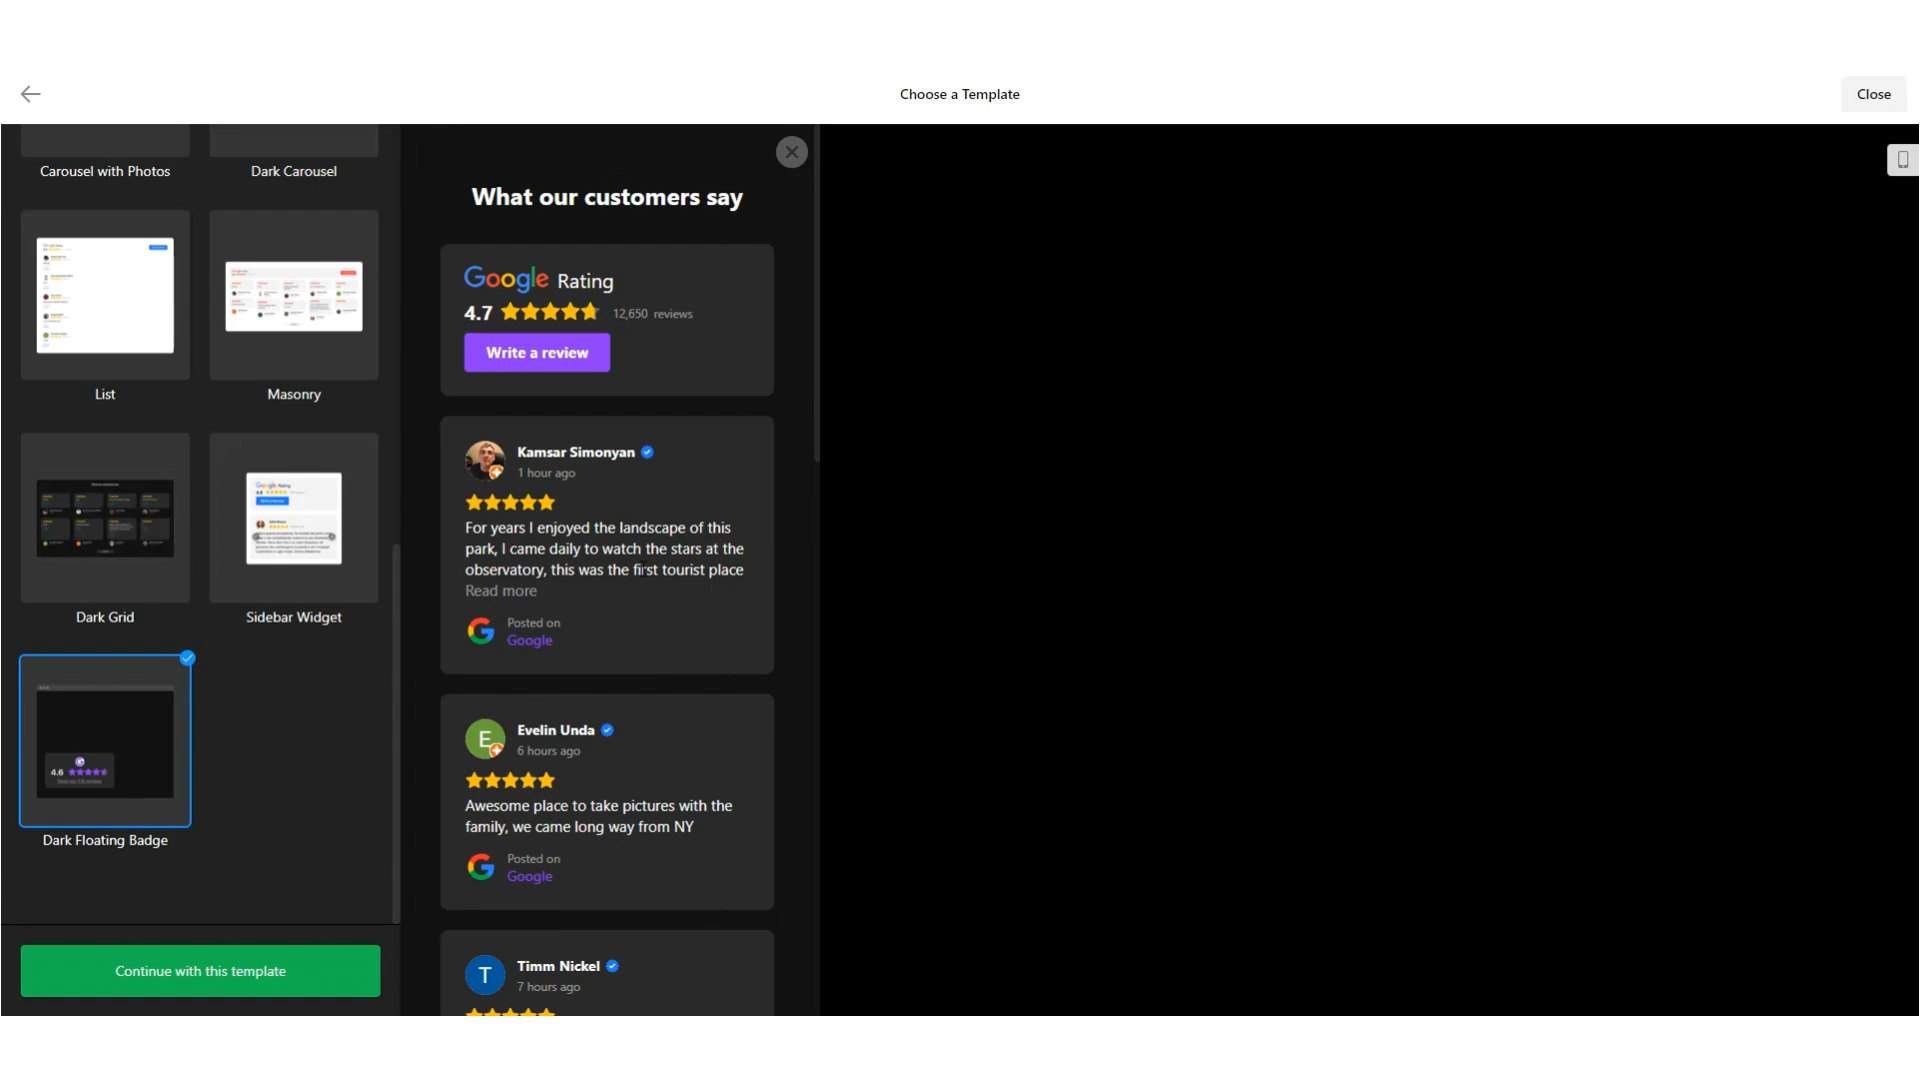 Choose a Template
Close
Carousel with Photos
Dark Carousel
List
Masonry
Dark Grid
Sidebar Widget
4.6
Dark Floating Badge
Continue with this template
What our customers say
Google Rating
4.7 12,650 reviews
Write a review
Kamsar Simonyan
1 hour ago
For years I enjoyed the landscape of this
park, I came daily to watch the stars at the
observatory, this was the first tourist place
Read more
Posted on
Google
E
Evelin Unda
6 hours ago
Awesome place to take pictures with the
family, we came long way from NY
Posted on
Google
T
Timm Nickel
7 hours ago